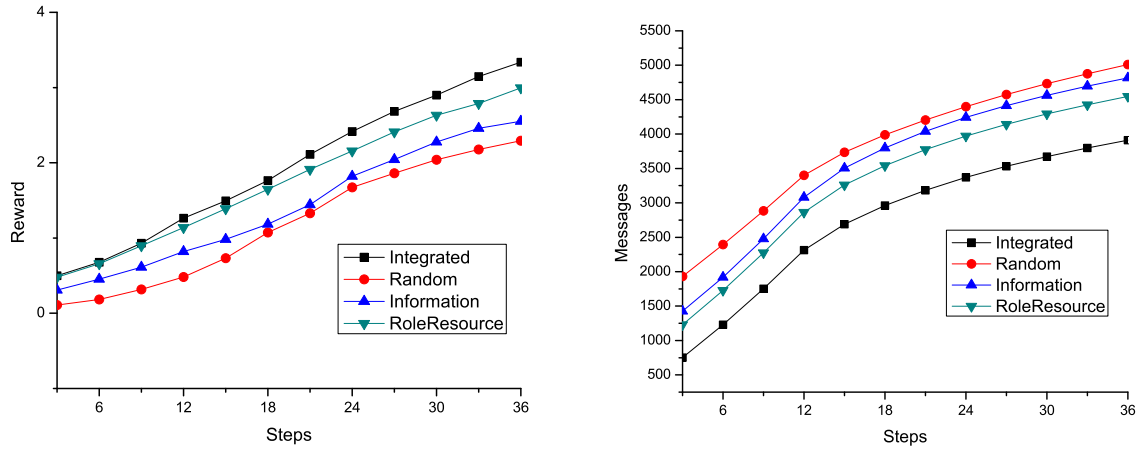 4
2
0
Reward
6 12 18 24 30 36
Steps
Integrated
Random
Information
RoleResource
5500
5000
4500
4000
3500
3000
2500
2000
1500
1000
500
Messages
6 12 18 24 30 36
Steps
Integrated
Random
Information
RoleResource